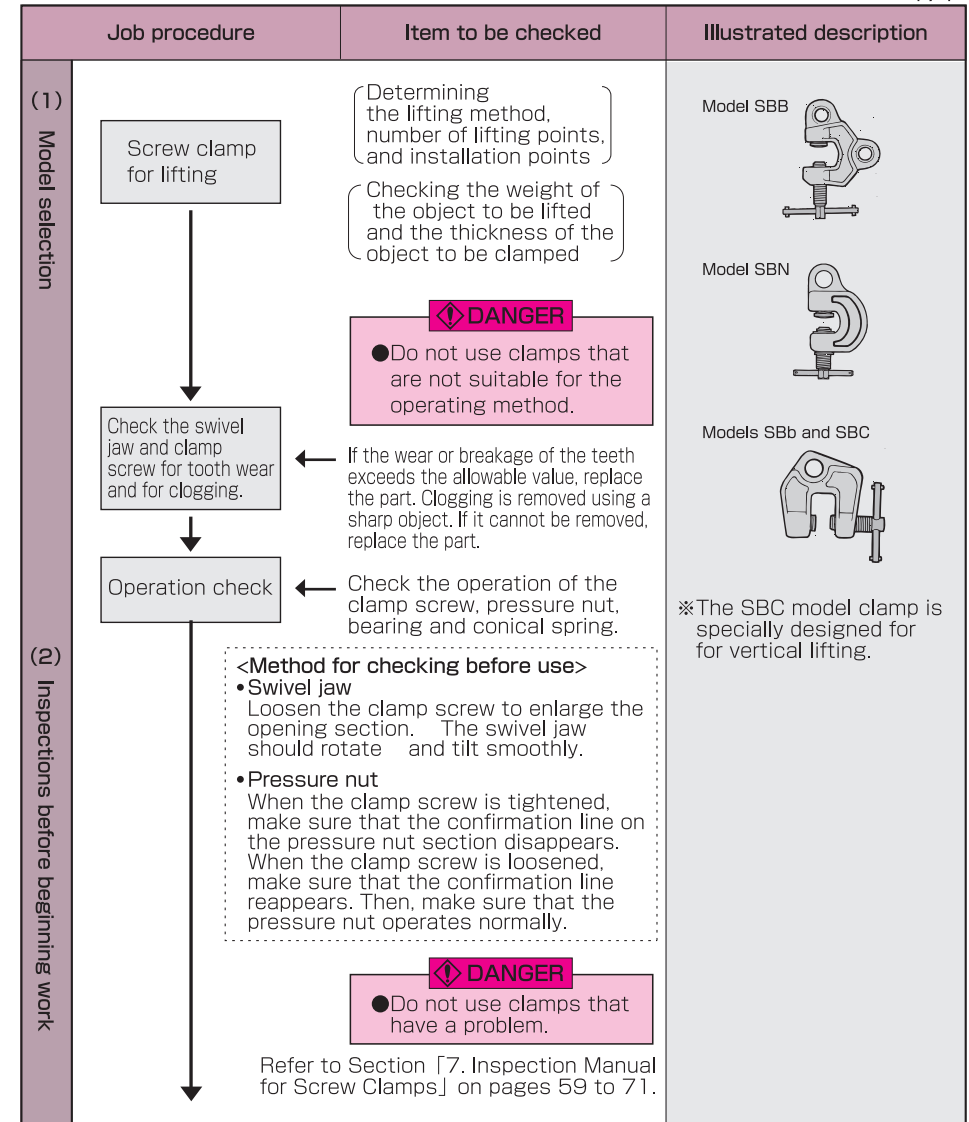 Job procedure
Item to be checked
Illustrated description
(1) Model selection
Screw clamp
for lifting
Determining
the lifting method,
number of lifting points,
and installation points
Checking the weight of
the object to be lifted
and the thickness of the
object to be clamped
DANGER
●Do not use clamps that
are not suitable for the
operating method.
Check the swivel
jaw and clamp
screw for tooth wear
and for clogging.
If the wear or breakage of the teeth
exceeds the allowable value, replace
the part. Clogging is removed using a
sharp object. If it cannot be removed,
replace the part.
Operation check
Check the operation of the
clamp screw, pressure nut,
bearing and conical spring.
(2) Inspections before beginning work
<Method for checking before use>
•Swivel jaw
Loosen the clamp screw to enlarge the
opening section. The swivel jaw
should rotate and tilt smoothly.
•Pressure nut
When the clamp screw is tightened,
make sure that the confirmation line on
the pressure nut section disappears.
When the clamp screw is loosened,
make sure that the confirmation line
reappears. Then, make sure that the
pressure nut operates normally.
DANGER
●Do not use clamps that
have a problem.
Refer to Section「7. Inspection Manual
for Screw Clamps」on pages 59 to 71.
Model SBB
Model SBN
Models SBb and SBC
※The SBC model clamp is
specially designed for
for vertical lifting.